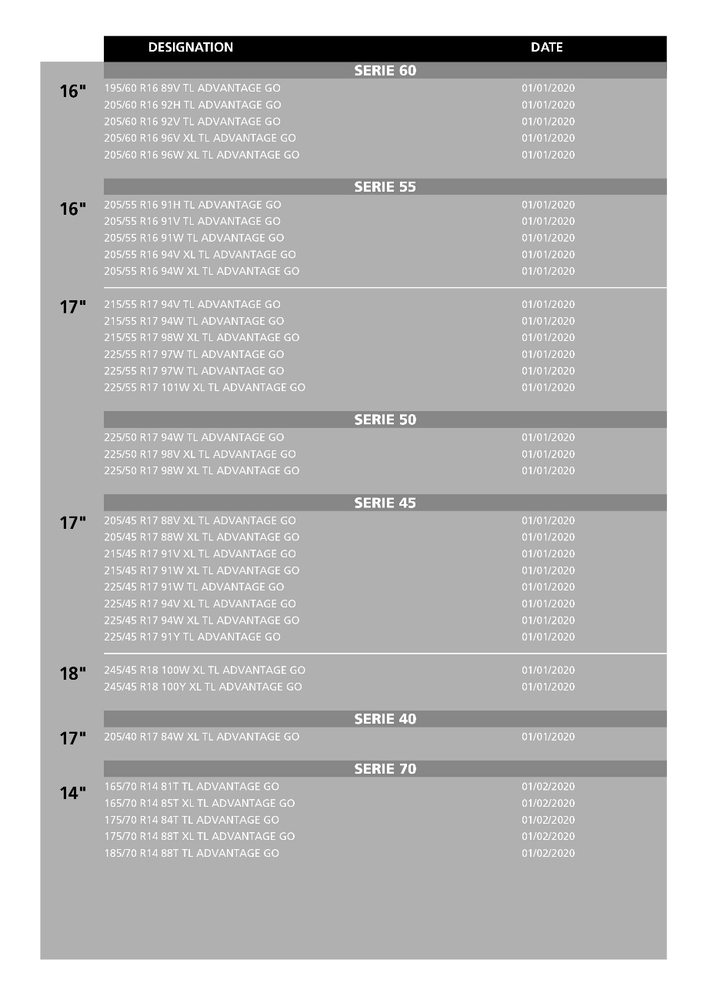 DESIGNATION DATE
SERIE 60
16" 195/60 R16 89V TL ADVANTAGE GO 01/01/2020
205/60 R16 92H TL ADVANTAGE GO 01/01/2020
205/60 R16 92V TL ADVANTAGE GO 01/01/2020
205/60 R16 96V XL TL ADVANTAGE GO 01/01/2020
205/60 R16 96W XL TL ADVANTAGE GO 01/01/2020
SERIE 55
16" 205/55 R16 91H TL ADVANTAGE GO 01/01/2020
205/55 R16 91V TL ADVANTAGE GO 01/01/2020
205/55 R16 91W TL ADVANTAGE GO 01/01/2020
205/55 R16 94V XL TL ADVANTAGE GO 01/01/2020
205/55 R16 94W XL TL ADVANTAGE GO 01/01/2020
17" 215/55 R17 94V TL ADVANTAGE GO 01/01/2020
215/55 R17 94W TL ADVANTAGE GO 01/01/2020
215/55 R17 98W XL TL ADVANTAGE GO 01/01/2020
225/55 R17 97W TL ADVANTAGE GO 01/01/2020
225/55 R17 97W TL ADVANTAGE GO 01/01/2020
225/55 R17 101W XL TL ADVANTAGE GO 01/01/2020
SERIE 50
225/50 R17 94W TL ADVANTAGE GO 01/01/2020
225/50 R17 98V XL TL ADVANTAGE GO 01/01/2020
225/50 R17 98W XL TL ADVANTAGE GO 01/01/2020
SERIE 45
17" 205/45 R17 88V XL TL ADVANTAGE GO 01/01/2020
205/45 R17 88W XL TL ADVANTAGE GO 01/01/2020
215/45 R17 91V XL TL ADVANTAGE GO 01/01/2020
215/45 R17 91W XL TL ADVANTAGE GO 01/01/2020
225/45 R17 91W TL ADVANTAGE GO 01/01/2020
225/45 R17 94V XL TL ADVANTAGE GO 01/01/2020
225/45 R17 94W XL TL ADVANTAGE GO 01/01/2020
225/45 R17 91Y TL ADVANTAGE GO 01/01/2020
18" 245/45 R18 100W XL TL ADVANTAGE GO 01/01/2020
245/45 R18 100Y XL TL ADVANTAGE GO 01/01/2020
SERIE 40
17" 205/40 R17 84W XL TL ADVANTAGE GO 01/01/2020
SERIE 70
14" 165/70 R14 81T TL ADVANTAGE GO 01/02/2020
165/70 R14 85T XL TL ADVANTAGE GO 01/02/2020
175/70 R14 84T TL ADVANTAGE GO 01/02/2020
175/70 R14 88T XL TL ADVANTAGE GO 01/02/2020
185/70 R14 88T TL ADVANTAGE GO 01/02/2020